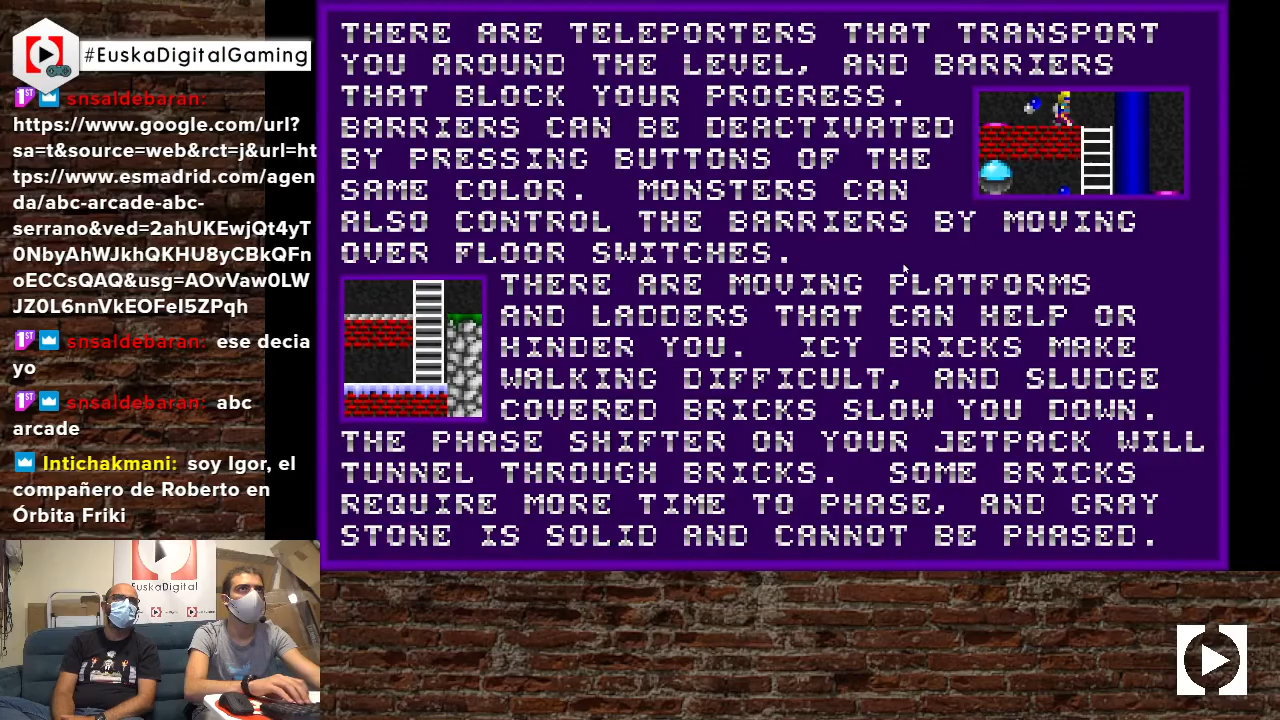 #EuskaDigitalGaming
1ST snsaldebaran:
https://www.google.com/url?
sa=t&source=web&rct=j&url=ht
tps://www.esmadrid.com/agen
da/abc-arcade-abc-
serrano&ved=2ahUKEwjQt4yT
0NbyAhWJkhQKHU8yCBkQFn
oECCsQAQ&usg=AOvVaw0LW
JZ0L6nnVkEOFeI5ZPqh
1ST snsaldebaran: ese decia
yo
1ST snsaldebaran: abc
arcade
Intichakmani: soy Igor, el
compañero de Roberto en
Órbita Friki
THERE ARE TELEPORTERS THAT TRANSPORT
YOU AROUND THE LEVEL, AND BARRIERS
THAT BLOCK YOUR PROGRESS.
BARRIERS CAN BE DEACTIVATED
BY PRESSING BUTTONS OF THE
SAME COLOR. MONSTERS CAN
ALSO CONTROL THE BARRIERS BY MOVING
OVER FLOOR SWITCHES.
THERE ARE MOVING PLATFORMS
AND LADDERS THAT CAN HELP OR
HINDER YOU. ICY BRICKS MAKE
WALKING DIFFICULT, AND SLUDGE
COVERED BRICKS SLOW YOU DOWN.
THE PHASE SHIFTER ON YOUR JETPACK WILL
TUNNEL THROUGH BRICKS. SOME BRICKS
REQUIRE MORE TIME TO PHASE, AND GRAY
STONE IS SOLID AND CANNOT BE PHASED.
EuskaDigital